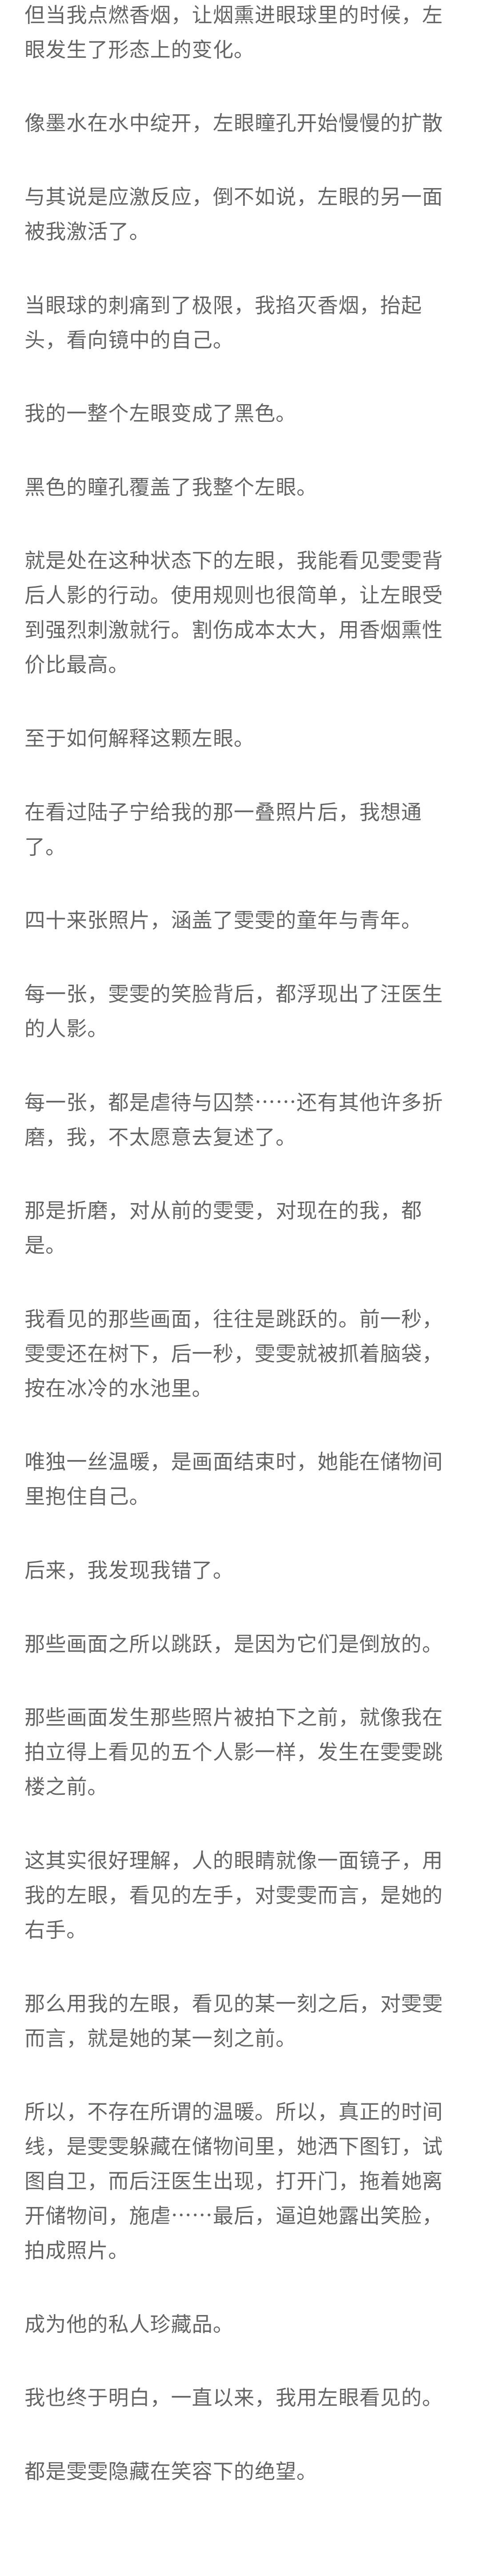 但当我点燃香烟，让烟熏进眼球里的时候，左
眼发生了形态上的变化。
像墨水在水中绽开，左眼瞳孔开始慢慢的扩散
与其说是应激反应，倒不如说，左眼的另一面
被我激活了。
当眼球的刺痛到了极限，我掐灭香烟，抬起
头，看向镜中的自己。
我的一整个左眼变成了黑色。
黑色的瞳孔覆盖了我整个左眼。
就是处在这种状态下的左眼，我能看见雯雯背
后人影的行动。使用规则也很简单，让左眼受
到强烈刺激就行。割伤成本太大，用香烟熏性
价比最高。
至于如何解释这颗左眼。
在看过陆子宁给我的那一叠照片后，我想通
了。
四十来张照片，涵盖了雯雯的童年与青年。
每一张，雯雯的笑脸背后，都浮现出了汪医生
的人影。
每一张，都是虐待与囚禁……还有其他许多折
磨，我，不太愿意去复述了。
那是折磨，对从前的雯雯，对现在的我，都
是。
我看见的那些画面，往往是跳跃的。前一秒，
雯雯还在树下，后一秒，雯雯就被抓着脑袋，
按在冰冷的水池里。
唯独一丝温暖，是画面结束时，她能在储物间
里抱住自己。
后来，我发现我错了。
那些画面之所以跳跃，是因为它们是倒放的。
那些画面发生那些照片被拍下之前，就像我在
拍立得上看见的五个人影一样，发生在雯雯跳
楼之前。
这其实很好理解，人的眼睛就像一面镜子，用
我的左眼，看见的左手，对雯雯而言，是她的
右手。
那么用我的左眼，看见的某一刻之后，对雯雯
而言，就是她的某一刻之前。
所以，不存在所谓的温暖。所以，真正的时间
线，是雯雯躲藏在储物间里，她洒下图钉，试
图自卫，而后汪医生出现，打开门，拖着她离
开储物间，施虐……最后，逼迫她露出笑脸，
拍成照片。
成为他的私人珍藏品。
我也终于明白，一直以来，我用左眼看见的。
都是雯雯隐藏在笑容下的绝望。